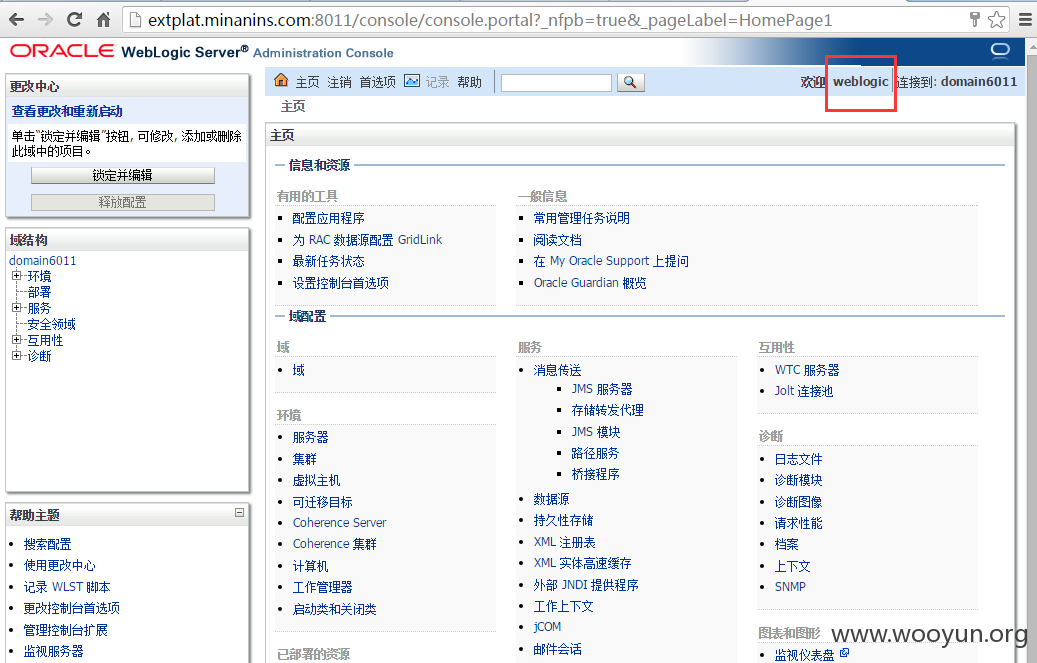 extplat.minanins.com:8011/console/console.portal?_nfpb=true&_pageLabel=HomePage1
ORACLE WebLogic Server® Administration Console
更改中心
查看更改和重新启动
单击“锁定并编辑”按钮, 可修改, 添加或删除
此域中的项目。
锁定并编辑
释放配置
域结构
domain6011
环境
部署
服务
安全领域
互用性
诊断
帮助主题
搜索配置
使用更改中心
记录 WLST 脚本
更改控制台首选项
管理控制台扩展
监视服务器
主页 注销 首选项 记录 帮助
欢迎 weblogic 连接到: domain6011
主页
主页
信息和资源
有用的工具
配置应用程序
为 RAC 数据源配置 GridLink
最新任务状态
设置控制台首选项
一般信息
常用管理任务说明
阅读文档
在 My Oracle Support 上提问
Oracle Guardian 概览
域配置
域
域
环境
服务器
集群
虚拟主机
可迁移目标
Coherence Server
Coherence 集群
计算机
工作管理器
启动类和关闭类
已部署的资源
服务
消息传送
JMS 服务器
存储转发代理
JMS 模块
路径服务
桥接程序
数据源
持久性存储
XML 注册表
XML 实体高速缓存
外部 JNDI 提供程序
工作上下文
jCOM
邮件会话
互用性
WTC 服务器
Jolt 连接池
诊断
日志文件
诊断模块
诊断图像
请求性能
档案
上下文
SNMP
图表和图形
监视仪表盘
www.wooyun.org